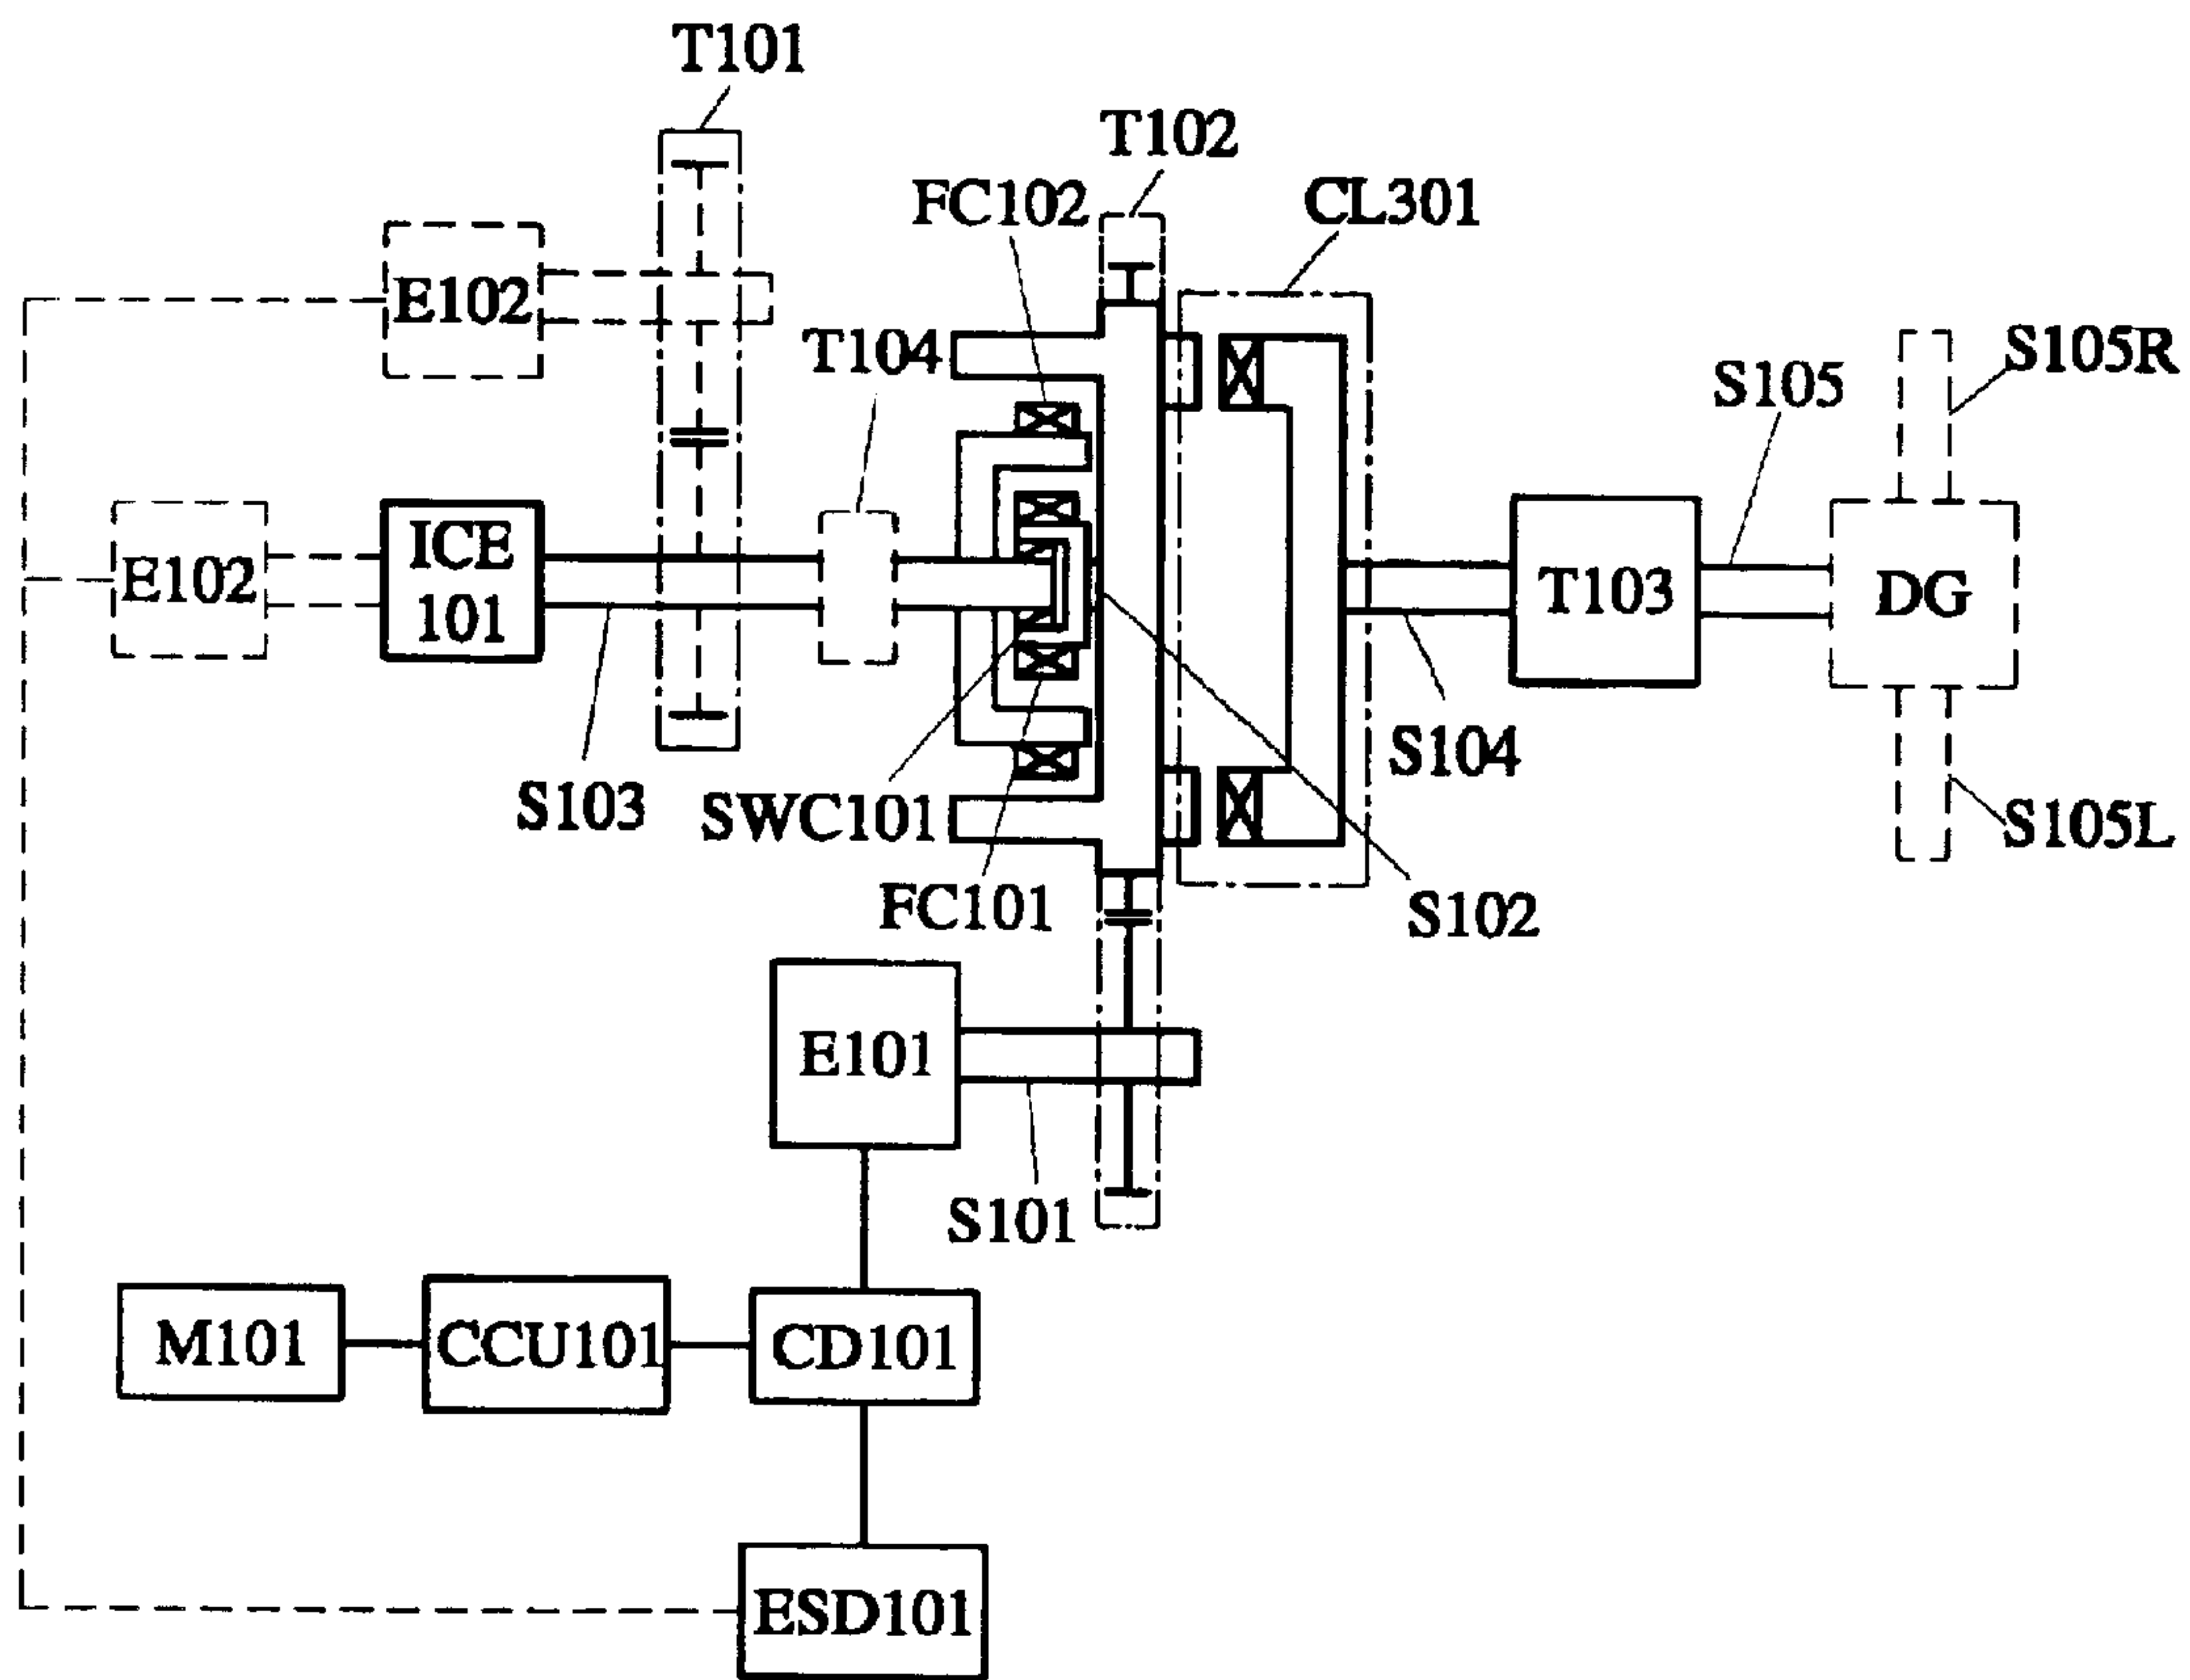 T101
T102
FC102
CL301
E102
T104
S105R
S105
ICE
101
E102
T103
DG
S104
S103
SWC101
S105L
FC101
S102
E101
S101
M101
CCU101
CD101
ESD101